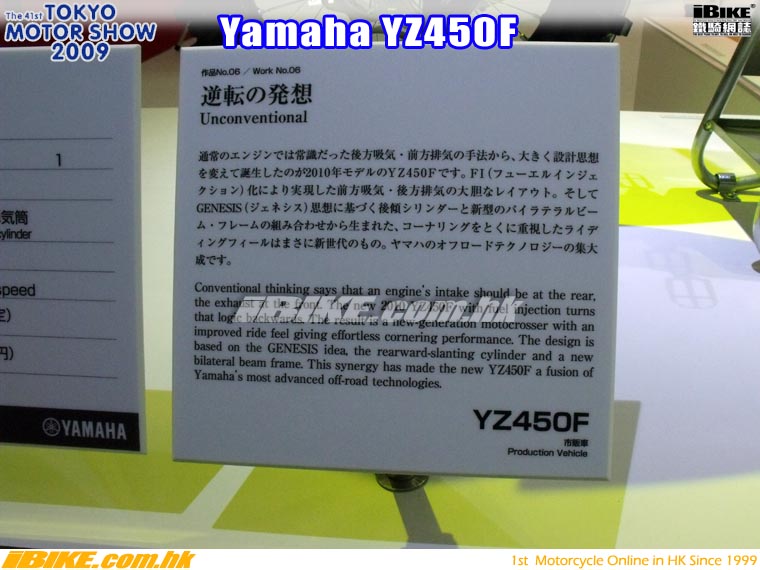 The 41st TOKYO
MOTOR SHOW
2009
Yamaha YZ450F
iBIKE
鐵騎網誌
作品No.06 / Work No.06
逆転の発想
Unconventional
通常のエンジンでは常識だった後方吸気・前方排気の手法から、大きく設計思想
を変えて誕生したのが2010年モデルのYZ450Fです。FI(フューエルインジェ
クション)化により実現した前方吸気・後方排気の大胆なレイアウト。そして
GENESIS(ジェネシス)思想に基づく後傾シリンダーと新型のバイラテラルビー
ム・フレームの組み合わせから生まれた、コーナリングをとくに重視したライデ
ィングフィールはまさに新世代のもの。ヤマハのオフロードテクノロジーの集大
成です。
Conventional thinking says that an engine's intake should be at the rear,
the exhaust at the front. The new 2010 YZ450F with fuel injection turns
that logic backwards. The result is a new-generation motocrosser with an
improved ride feel giving effortless cornering performance. The design is
based on the GENESIS idea, the rearward-slanting cylinder and a new
bilateral beam frame. This synergy has made the new YZ450F a fusion of
Yamaha's most advanced off-road technologies.
YZ450F
市販車
Production Vehicle
1
気筒
cylinder
speed
定)
円)
YAMAHA
iBIKE.com.hk
iBIKE.com.hk
1st Motorcycle Online in HK Since 1999